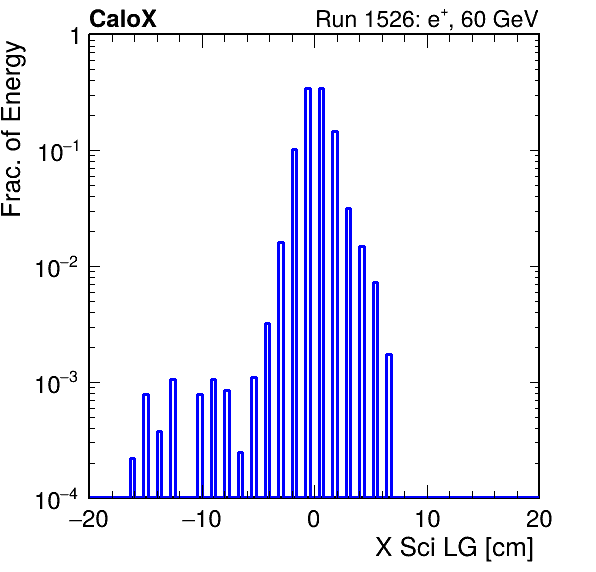 CaloX Run 1526: e⁺, 60 GeV
Frac. of Energy
1
10⁻¹
10⁻²
10⁻³
10⁻⁴
−20 −10 0 10 20
X Sci LG [cm]